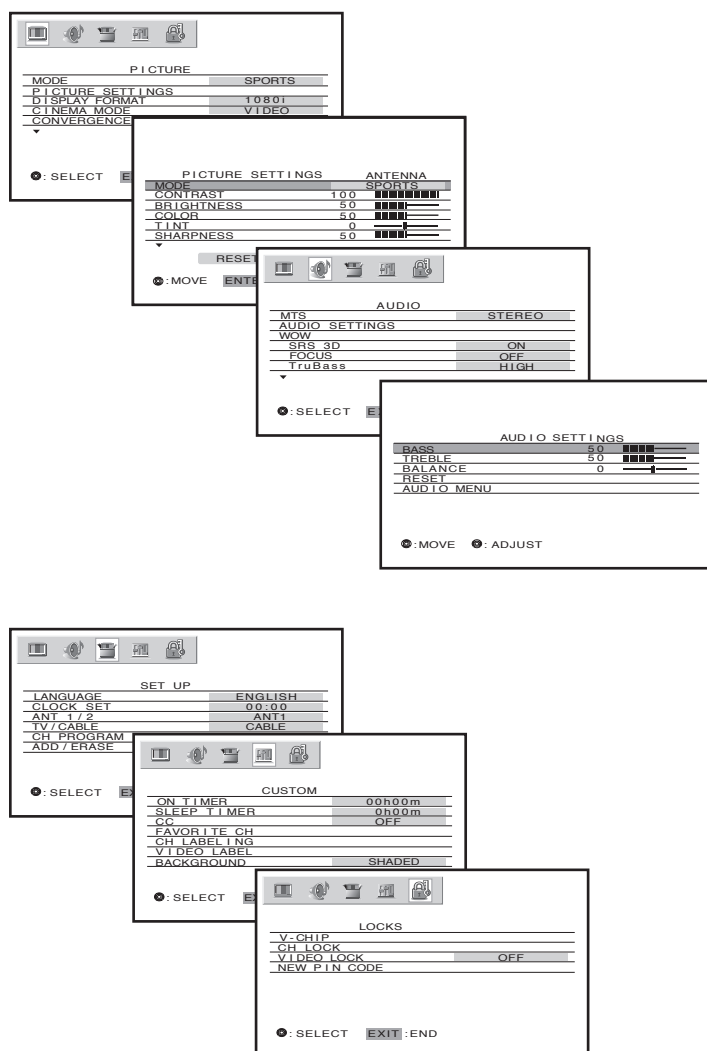 PICTURE
MODE SPORTS
PICTURE SETTINGS
DISPLAY FORMAT 1080i
CINEMA MODE VIDEO
CONVERGENCE
: SELECT
PICTURE SETTINGS ANTENNA
MODE SPORTS
CONTRAST 100
BRIGHTNESS 50
COLOR 50
TINT 0
SHARPNESS 50
RESET
:MOVE ENTE
AUDIO
MTS STEREO
AUDIO SETTINGS
WOW
SRS 3D ON
FOCUS OFF
TruBass HIGH
: SELECT
AUDIO SETTINGS
BASS 50
TREBLE 50
BALANCE 0
RESET
AUDIO MENU
:MOVE : ADJUST
SET UP
LANGUAGE ENGLISH
CLOCK SET 00:00
ANT 1/2 ANT1
TV/CABLE CABLE
CH PROGRAM
ADD/ERASE
: SELECT
CUSTOM
ON TIMER 00h00m
SLEEP TIMER 0h00m
CC OFF
FAVORITE CH
CH LABELING
VIDEO LABEL
BACKGROUND SHADED
: SELECT
LOCKS
V-CHIP
CH LOCK
VIDEO LOCK OFF
NEW PIN CODE
: SELECT EXIT :END